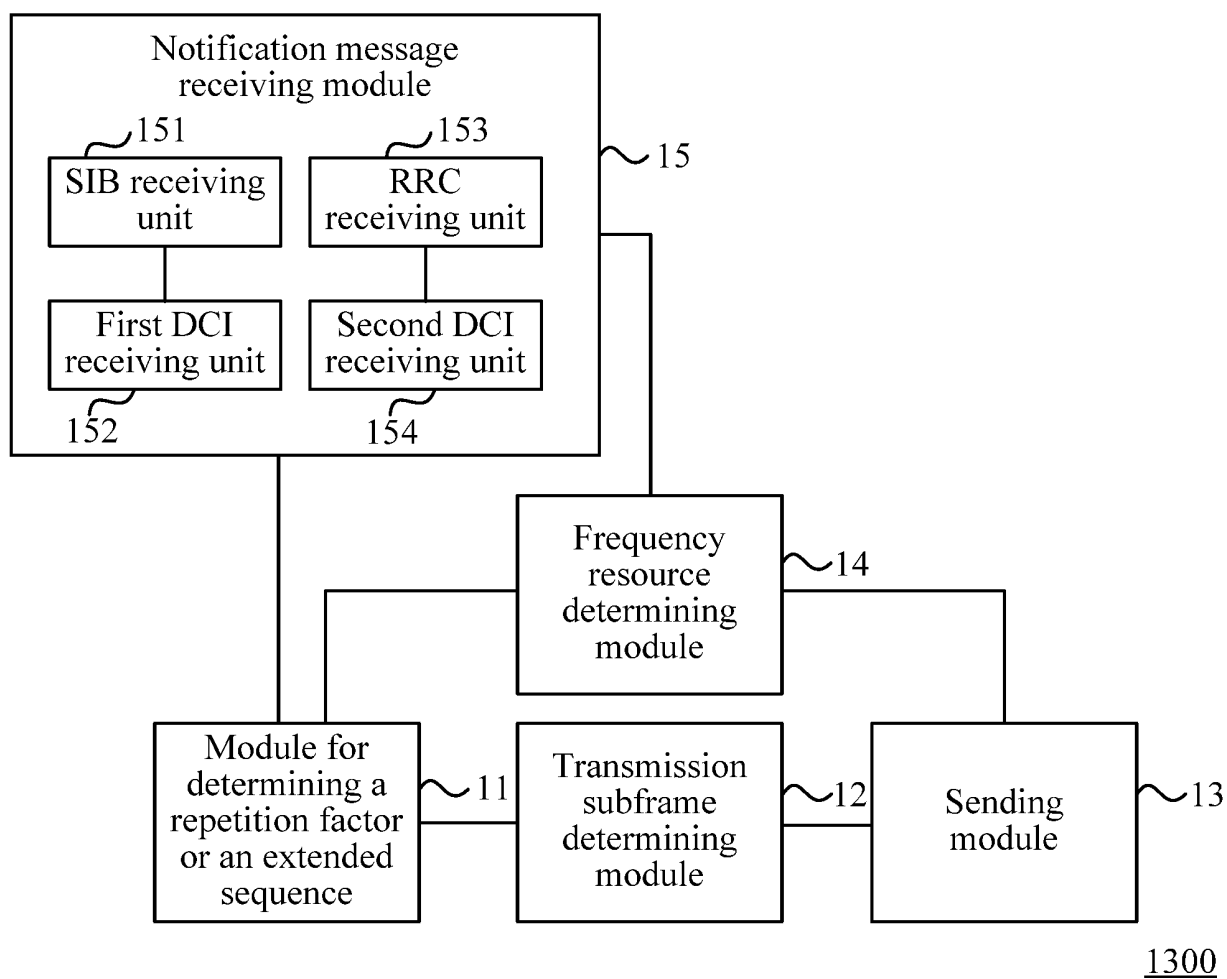 Notification message
receiving module
151
153
15
SIB receiving
unit
RRC
receiving unit
First DCI
receiving unit
Second DCI
receiving unit
152
154
Frequency
resource
determining
module
14
Module for
determining a
repetition factor
or an extended
sequence
11
Transmission
subframe
determining
module
12
Sending
module
13
1300